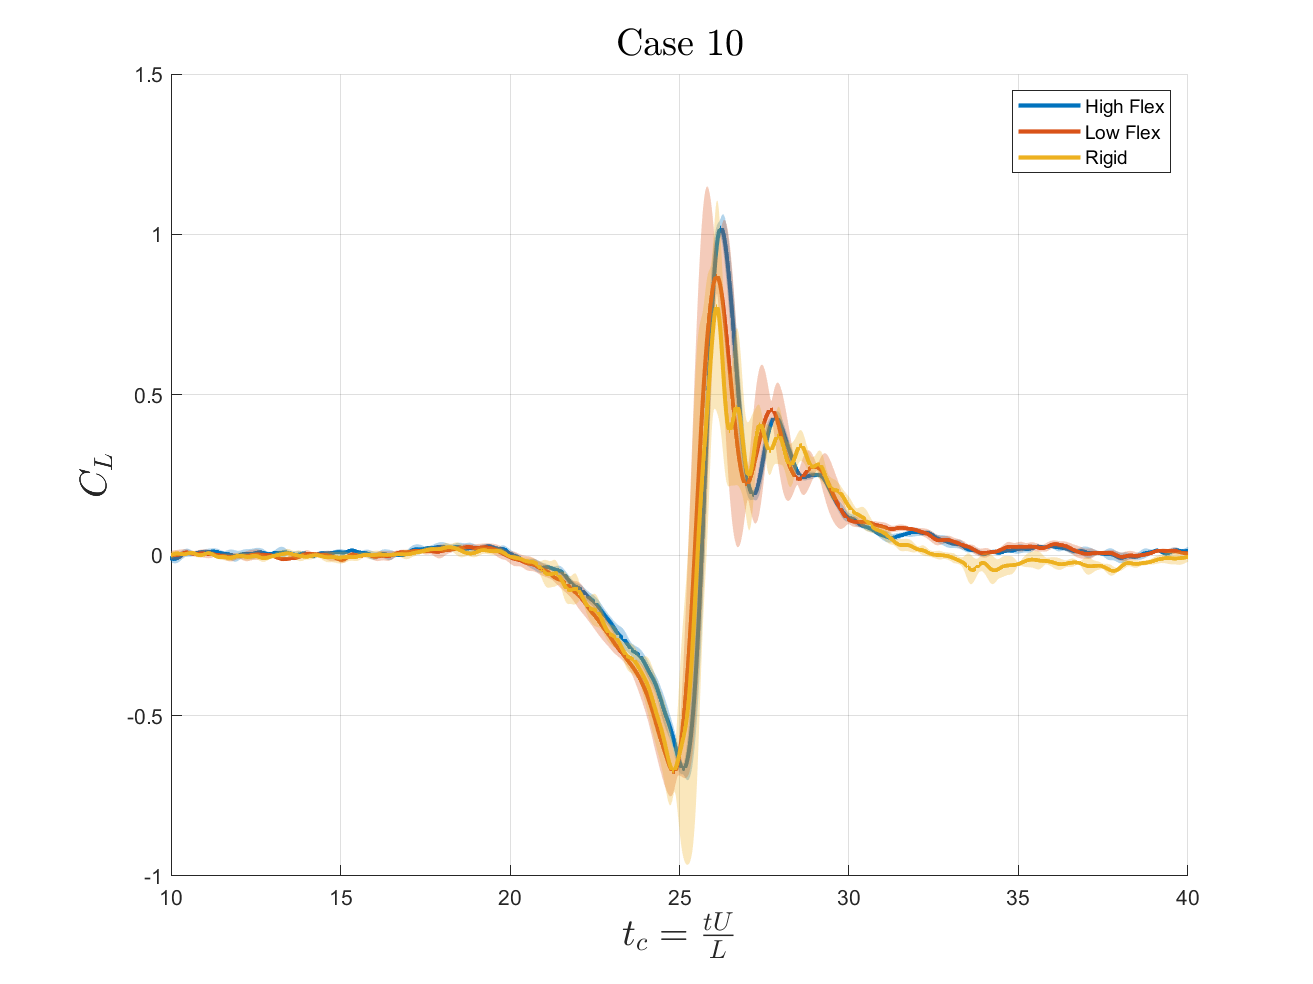 Case 10
High Flex
Low Flex
Rigid
1.5
1
0.5
0
-0.5
-1
C_L
10 15 20 25 30 35 40
t_c = \frac{tU}{L}